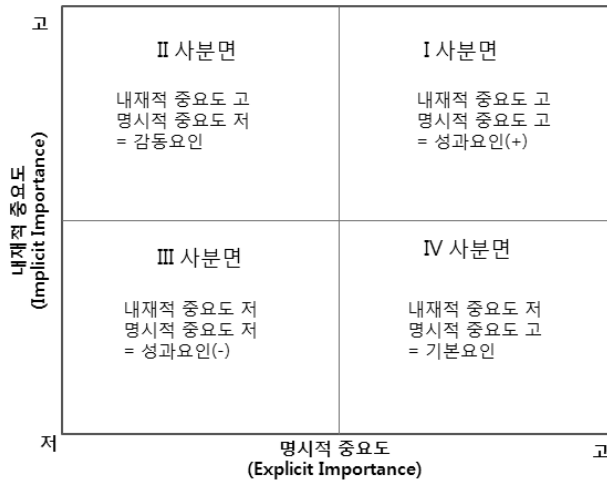 고
II 사분면
내재적 중요도 고
명시적 중요도 저
= 감동요인
I 사분면
내재적 중요도 고
명시적 중요도 고
= 성과요인(+)
내재적 중요도
(Implicit Importance)
III 사분면
내재적 중요도 저
명시적 중요도 저
= 성과요인(-)
IV 사분면
내재적 중요도 저
명시적 중요도 고
= 기본요인
저
명시적 중요도
(Explicit Importance)
고